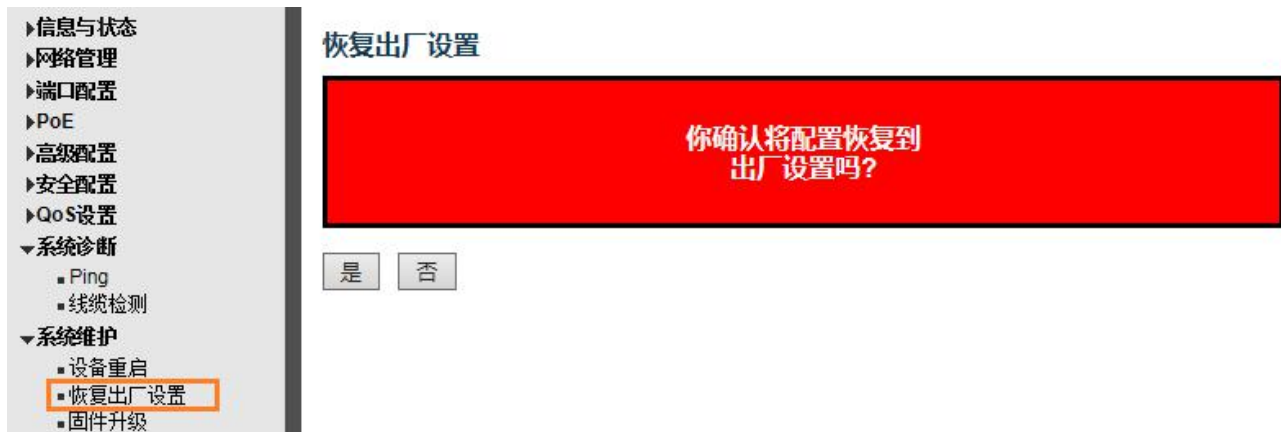 信息与状态
网络管理
端口配置
PoE
高级配置
安全配置
QoS设置
系统诊断
Ping
线缆检测
系统维护
设备重启
恢复出厂设置
固件升级
恢复出厂设置
你确认将配置恢复到
出厂设置吗?
是 否